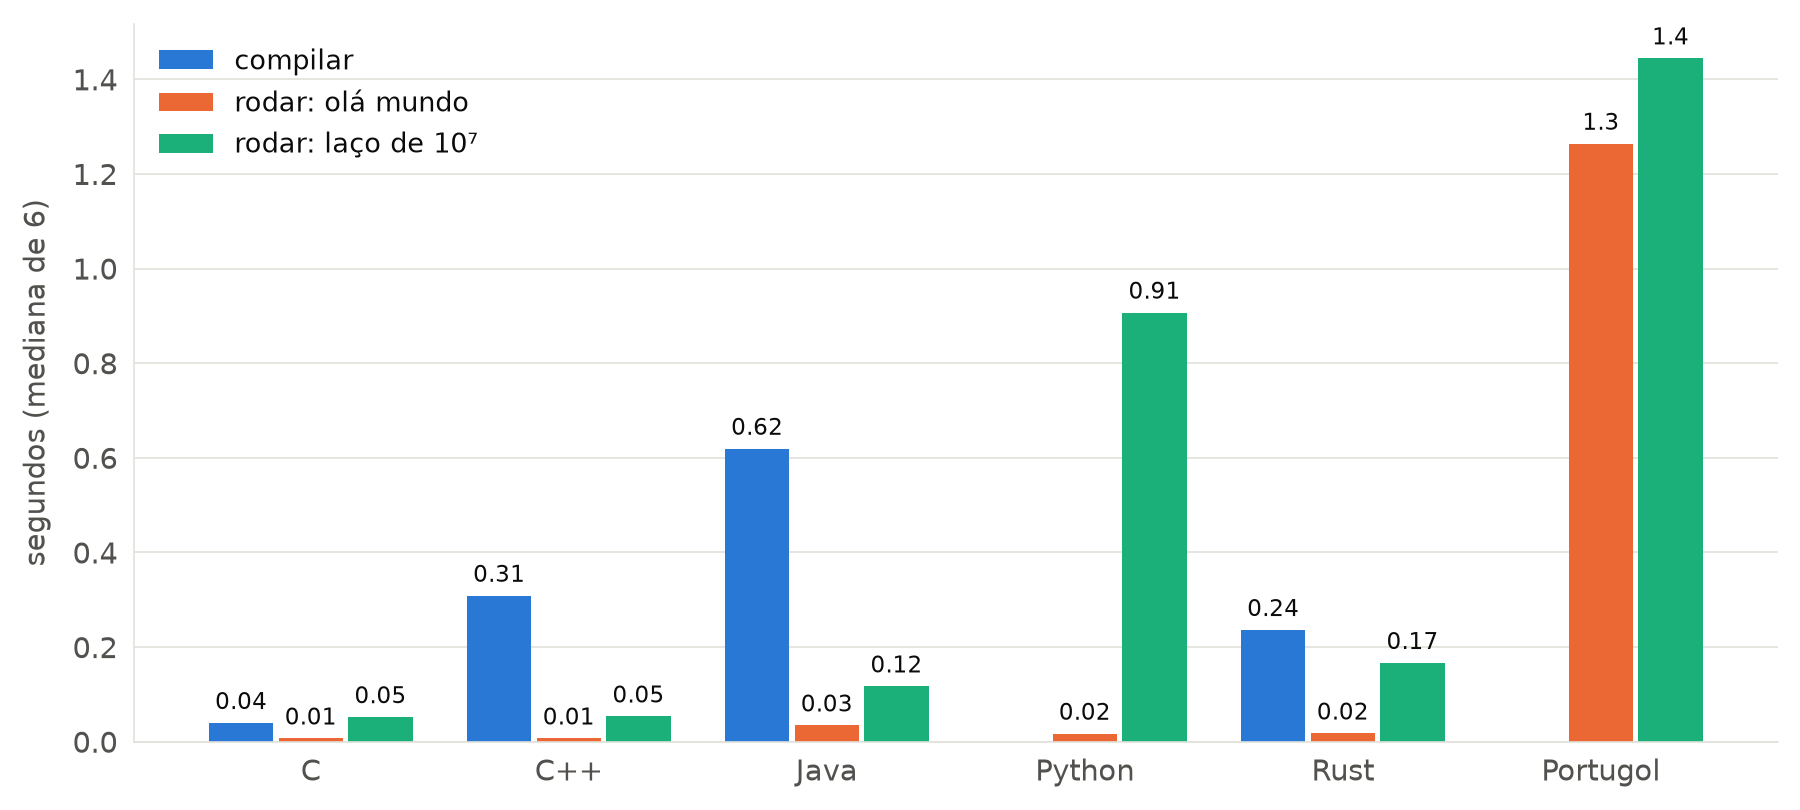 compilar
rodar: olá mundo
rodar: laço de 10⁷
segundos (mediana de 6)
1.4
1.2
1.0
0.8
0.6
0.4
0.2
0.0
0.04
0.01
0.05
0.31
0.01
0.05
0.62
0.03
0.12
0.02
0.91
0.24
0.02
0.17
1.3
1.4
C
C++
Java
Python
Rust
Portugol